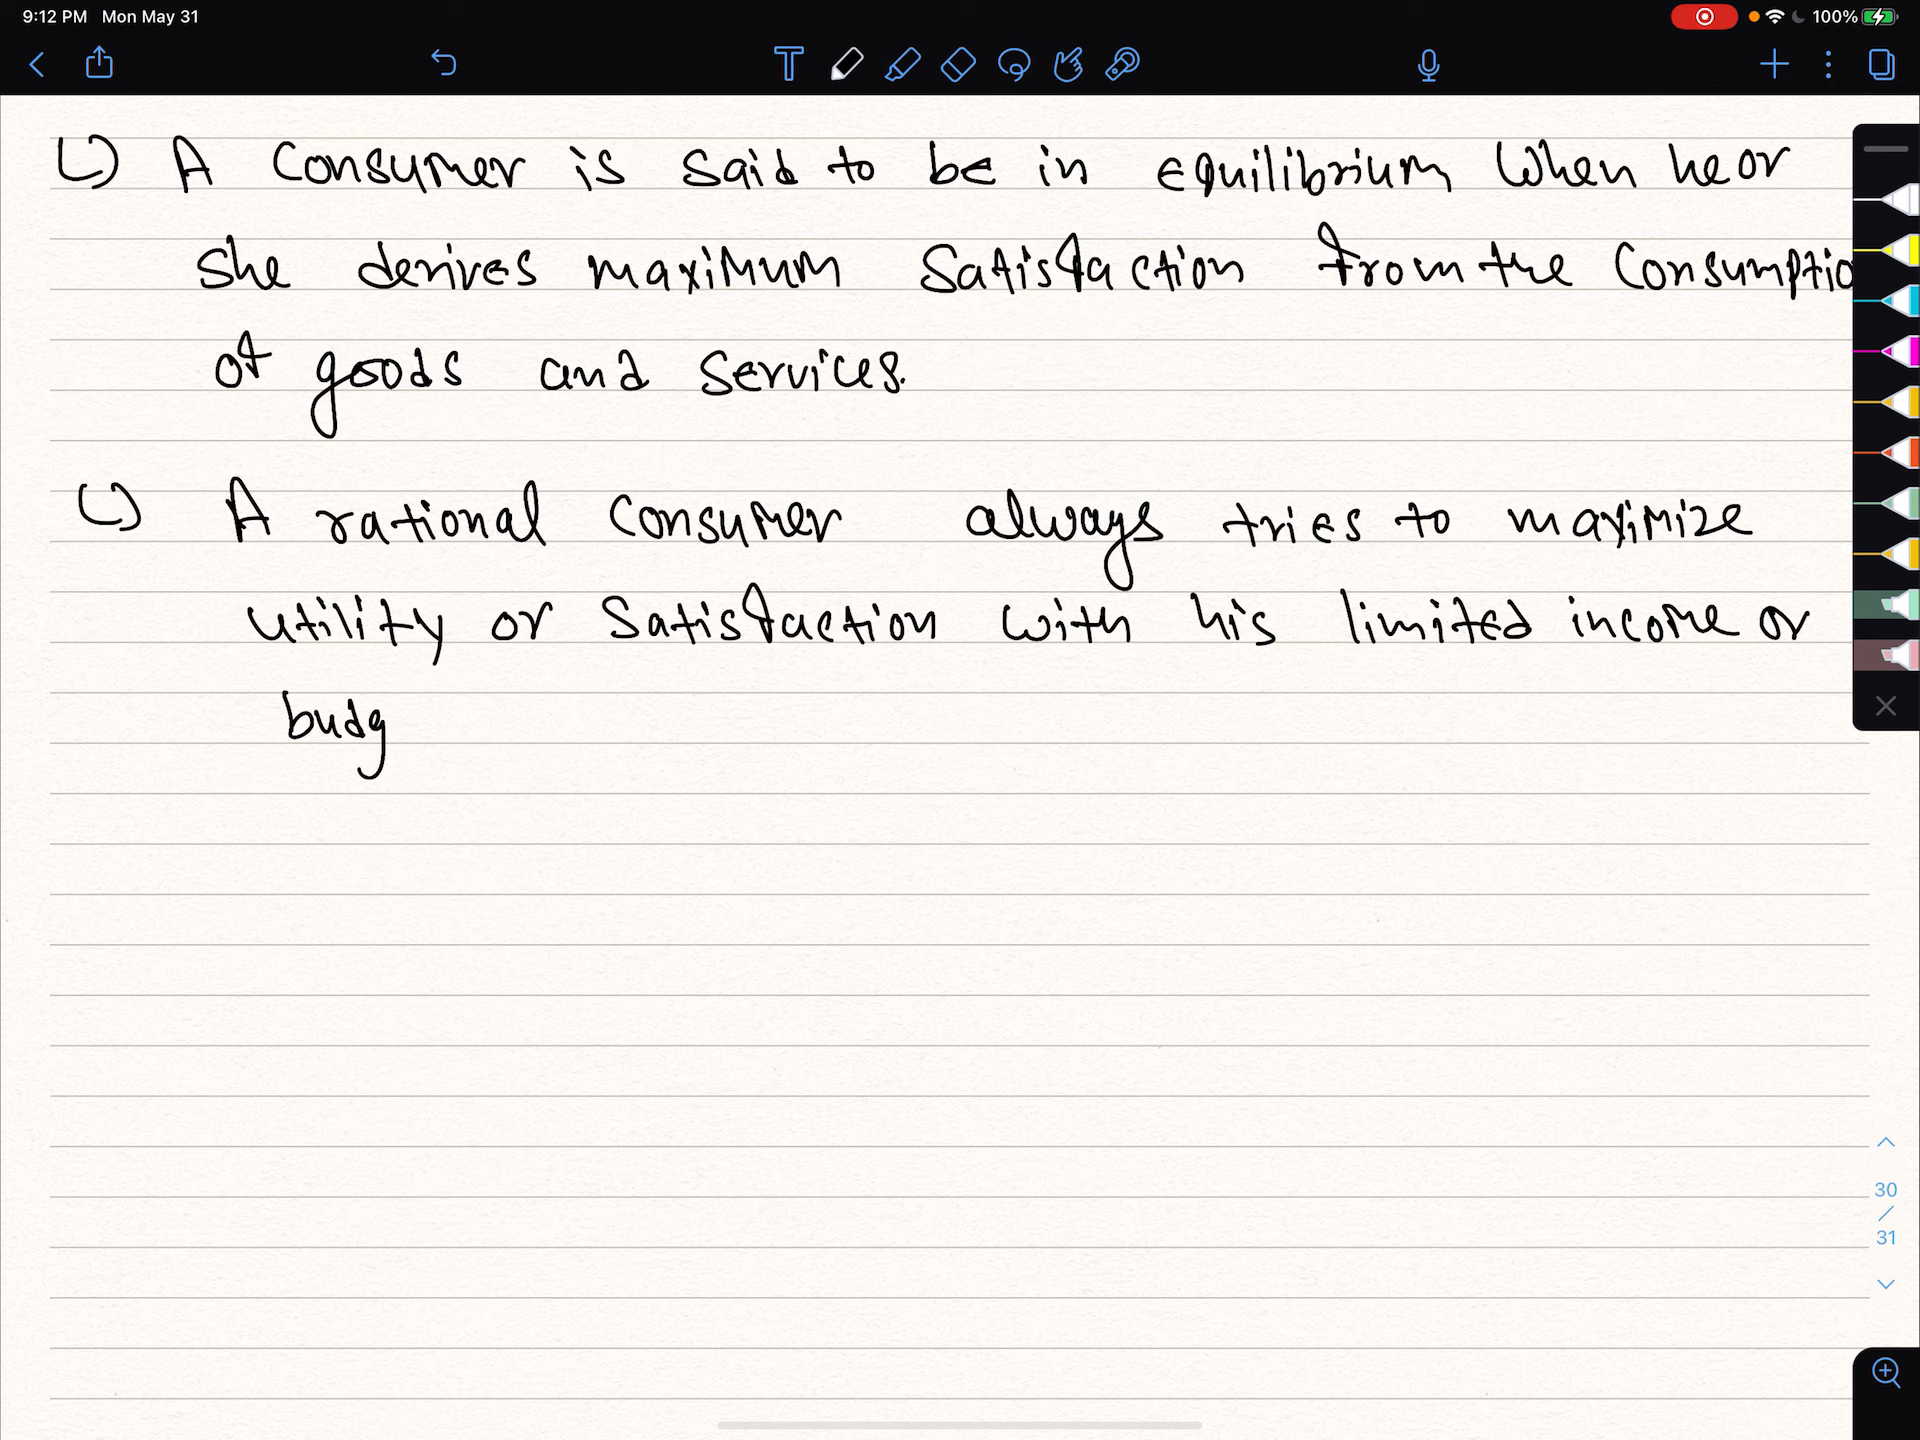 9:12 PM Mon May 31
100%
T
↳ A consumer is said to be in equilibrium when he or
she derives maximum satisfaction from the consumptio
of goods and services.
↳ A rational consumer always tries to maximize
utility or satisfaction with his limited income or
budg
30
/
31